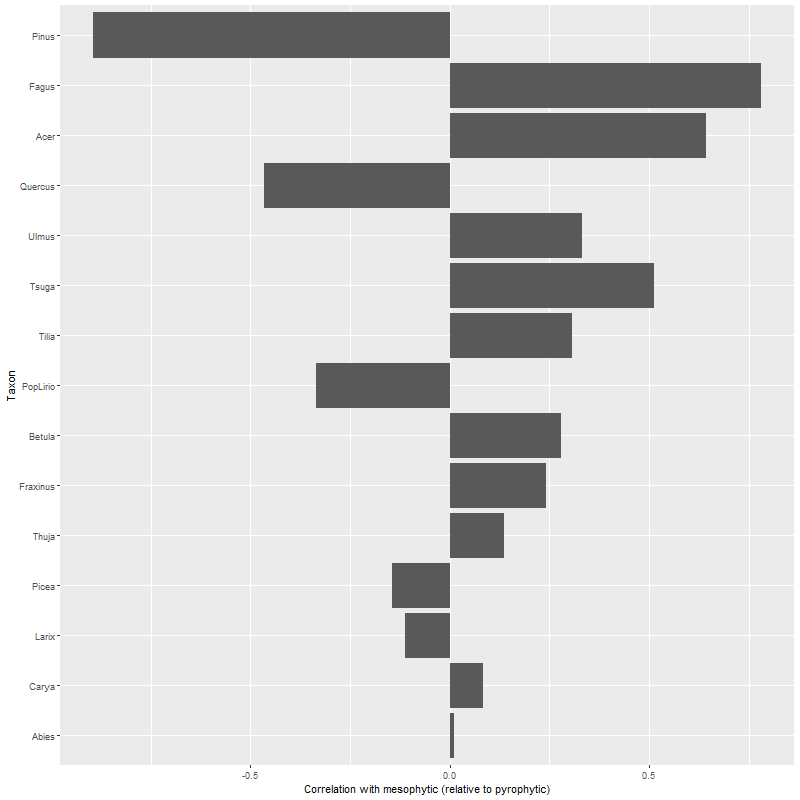 Pinus
Fagus
Acer
Quercus
Ulmus
Tsuga
Tilia
PopLirio
Betula
Fraxinus
Thuja
Picea
Larix
Carya
Abies
Taxon
-0.5 0.0 0.5
Correlation with mesophytic (relative to pyrophytic)